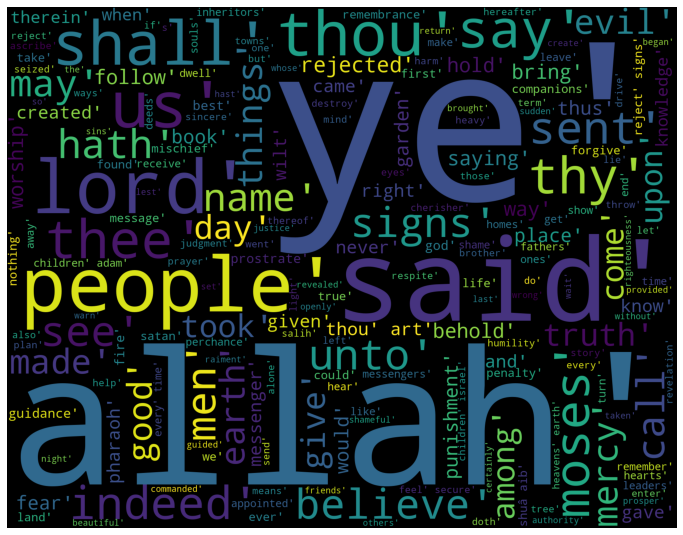 therein' when' inheritors' remembrance' hereafter'
take' if's' souls' return'
reject' towns'
ascribe seized' the' one' make' create' began'
shall' thou' say' evil'
but' harm' leave' whose'
may' follow' dwell' rejected' hold' bring' first' reject' signs'
so' ways' hast' came' destroy' brought' companions' drive'
created' us' deeds' best' sincere' things' ye' mind' heavy' term' sudden' sent' knowledge'
hath' sins' book' mischief' wilt' garden' eyes' saying' those' thus' forgive'
worship' found' receive' right' cherisher' lie'
lord' name' thy' upon' end' show' throw'
message' lest' justice' thereof' way' homes' get'
nothing' away' thee' day' signs' never' god' shame' place' fathers' come' righteousness' let'
children' adam' judgment' went' prostrate' brother' ones'
people' prayer' set' revealed' light' respite' said' do' time'
also' warn' true' openly' life' last' wrong' wait' know' provided' without'
plan' see' took' given' thou' art' behold' truth'
satan' salih' left' humility' story' every' revelation'
made' fire' perchance' unto' and' call'
help' could' messengers' penalty' turn'
guidance' good' men' alone' hear' allah' moses'
pharaoh' every' time' shameful' earth' messenger' give' would' like' punishment' children' israel' among' mercy' taken'
night' guided' we' send' certainly' heavens' earth' remember' hearts'
fear' commanded' indeed' means' friends' believe' feel' secure' shuá aib' tree' gave' leaders' enter' prosper'
land' beautiful' appointed' ever' others' doth' authority'